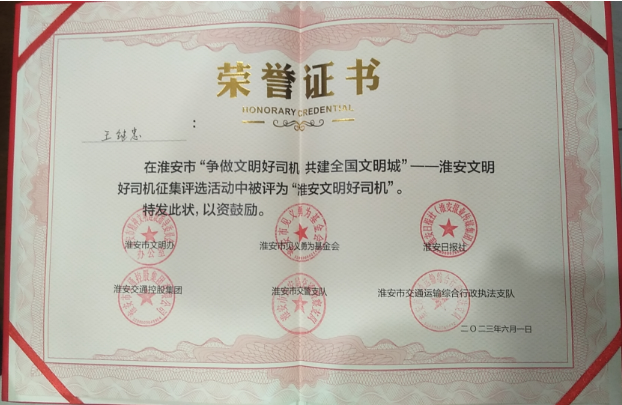 荣誉证书
HONORARY CREDENTIAL
王继忠：
在淮安市“争做文明好司机 共建全国文明城”——淮安文明
好司机征集评选活动中被评为“淮安文明好司机”。
特发此状，以资鼓励。
淮安市文明办 淮安市见义勇为基金会 淮安日报社
淮安交通控股集团 淮安市交警支队 淮安市交通运输综合行政执法支队
二〇二三年六月一日